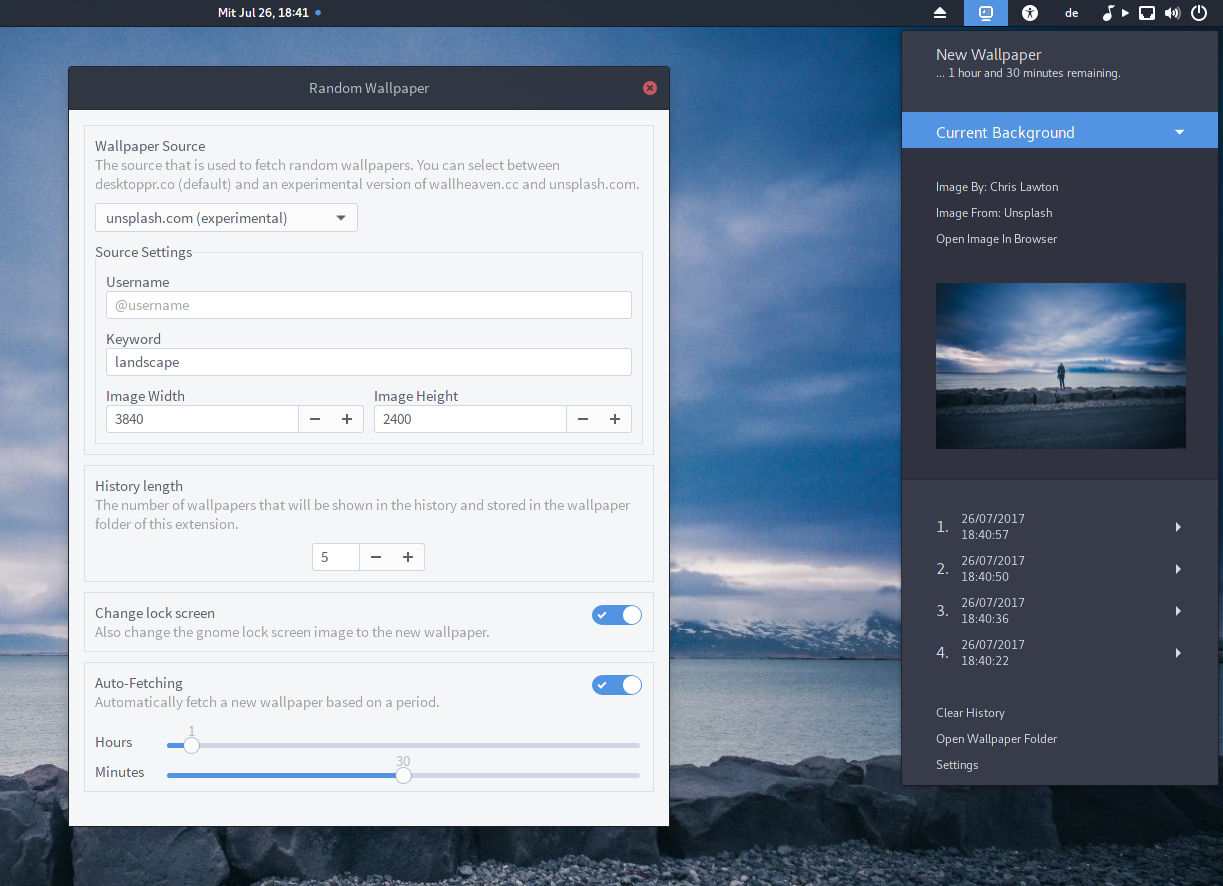 Mit Jul 26, 18:41
de
Random Wallpaper
Wallpaper Source
The source that is used to fetch random wallpapers. You can select between
desktoppr.co (default) and an experimental version of wallheaven.cc and unsplash.com.
unsplash.com (experimental)
Source Settings
Username
@username
Keyword
landscape
Image Width
Image Height
3840
2400
History length
The number of wallpapers that will be shown in the history and stored in the wallpaper
folder of this extension.
5
Change lock screen
Also change the gnome lock screen image to the new wallpaper.
Auto-Fetching
Automatically fetch a new wallpaper based on a period.
Hours
1
Minutes
30
New Wallpaper
... 1 hour and 30 minutes remaining.
Current Background
Image By: Chris Lawton
Image From: Unsplash
Open Image In Browser
1. 26/07/2017
18:40:57
2. 26/07/2017
18:40:50
3. 26/07/2017
18:40:36
4. 26/07/2017
18:40:22
Clear History
Open Wallpaper Folder
Settings